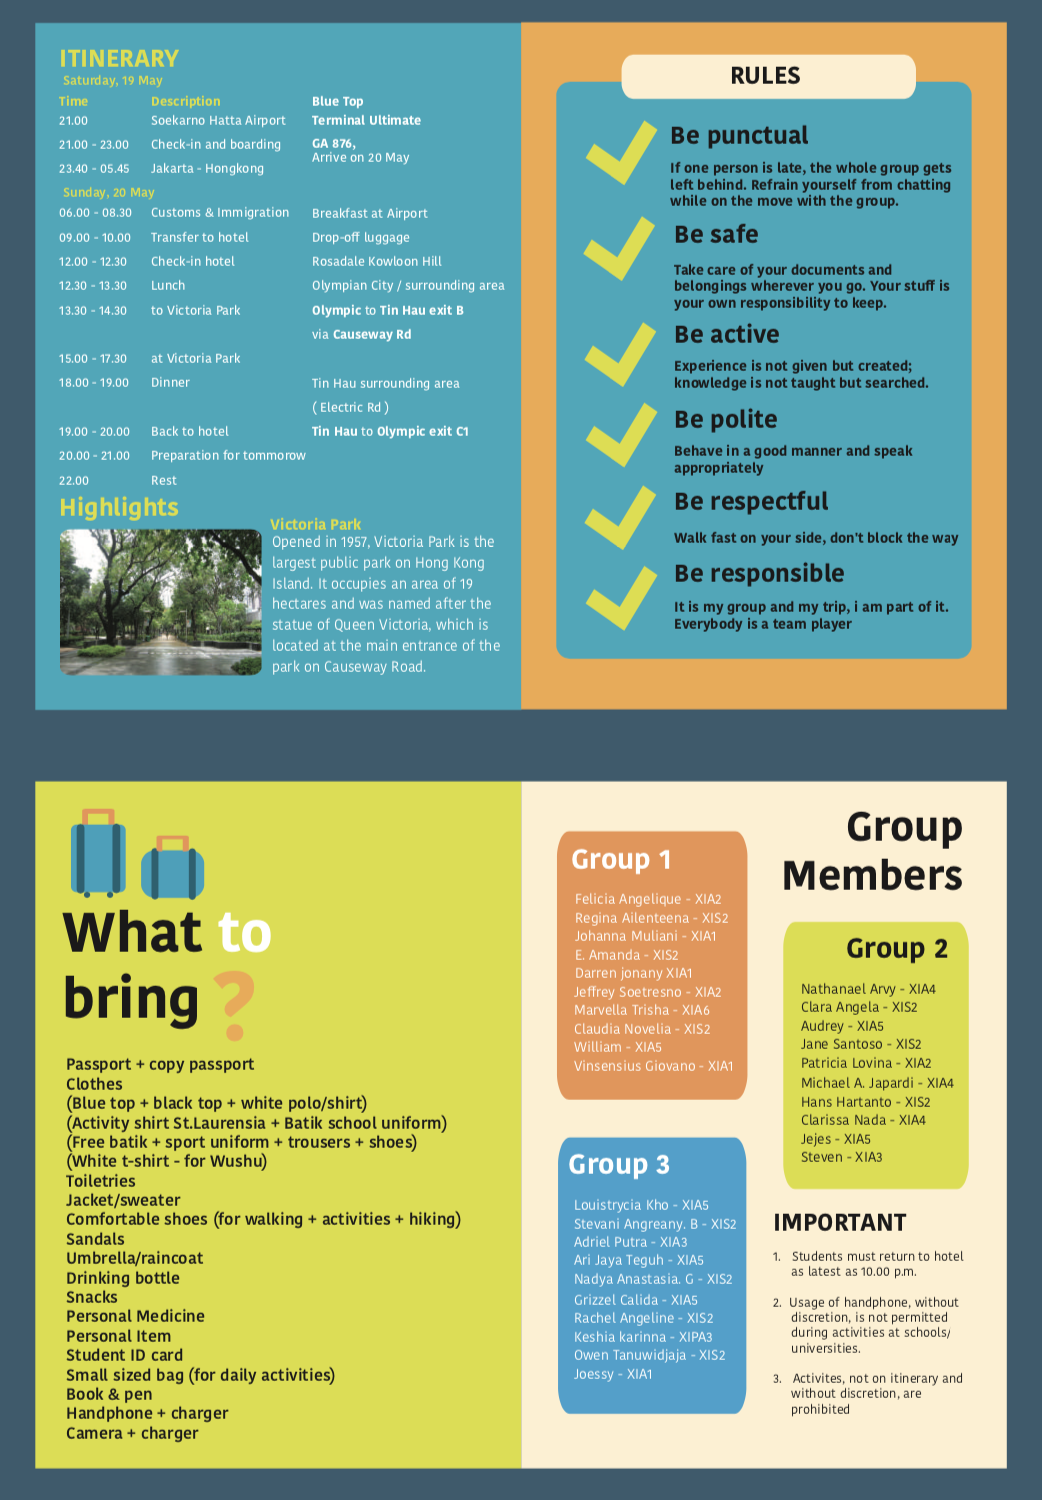 ITINERARY
Saturday, 19 May
Time Description Blue Top
21.00 Soekarno Hatta Airport Terminal Ultimate
21.00 - 23.00 Check-in and boarding GA 876,
Arrive on 20 May
23.40 - 05.45 Jakarta - Hongkong
Sunday, 20 May
06.00 - 08.30 Customs & Immigration Breakfast at Airport
09.00 - 10.00 Transfer to hotel Drop-off luggage
12.00 - 12.30 Check-in hotel Rosadale Kowloon Hill
12.30 - 13.30 Lunch Olympian City / surrounding area
13.30 - 14.30 to Victoria Park Olympic to Tin Hau exit B
via Causeway Rd
15.00 - 17.30 at Victoria Park
18.00 - 19.00 Dinner Tin Hau surrounding area
( Electric Rd )
19.00 - 20.00 Back to hotel Tin Hau to Olympic exit C1
20.00 - 21.00 Preparation for tommorow
22.00 Rest
Highlights
Victoria Park
Opened in 1957, Victoria Park is the
largest public park on Hong Kong
Island. It occupies an area of 19
hectares and was named after the
statue of Queen Victoria, which is
located at the main entrance of the
park on Causeway Road.
RULES
Be punctual
If one person is late, the whole group gets
left behind. Refrain yourself from chatting
while on the move with the group.
Be safe
Take care of your documents and
belongings wherever you go. Your stuff is
your own responsibility to keep.
Be active
Experience is not given but created;
knowledge is not taught but searched.
Be polite
Behave in a good manner and speak
appropriately
Be respectful
Walk fast on your side, don't block the way
Be responsible
It is my group and my trip, i am part of it.
Everybody is a team player
What to
bring ?
Passport + copy passport
Clothes
(Blue top + black top + white polo/shirt)
(Activity shirt St.Laurensia + Batik school uniform)
(Free batik + sport uniform + trousers + shoes)
(White t-shirt - for Wushu)
Toiletries
Jacket/sweater
Comfortable shoes (for walking + activities + hiking)
Sandals
Umbrella/raincoat
Drinking bottle
Snacks
Personal Medicine
Personal Item
Student ID card
Small sized bag (for daily activities)
Book & pen
Handphone + charger
Camera + charger
Group
Members
Group 1
Felicia Angelique - XIA2
Regina Ailenteena - XIS2
Johanna Muliani - XIA1
E. Amanda - XIS2
Darren jonany XIA1
Jeffrey Soetresno - XIA2
Marvella Trisha - XIA6
Claudia Novelia - XIS2
William - XIA5
Vinsensius Giovano - XIA1
Group 2
Nathanael Arvy - XIA4
Clara Angela - XIS2
Audrey - XIA5
Jane Santoso - XIS2
Patricia Lovina - XIA2
Michael A. Japardi - XIA4
Hans Hartanto - XIS2
Clarissa Nada - XIA4
Jejes - XIA5
Steven - XIA3
Group 3
Louistrycia Kho - XIA5
Stevani Angreany. B - XIS2
Adriel Putra - XIA3
Ari Jaya Teguh - XIA5
Nadya Anastasia. G - XIS2
Grizzel Calida - XIA5
Rachel Angeline - XIS2
Keshia karinna - XIPA3
Owen Tanuwidjaja - XIS2
Joessy - XIA1
IMPORTANT
1. Students must return to hotel
as latest as 10.00 p.m.
2. Usage of handphone, without
discretion, is not permitted
during activities at schools/
universities.
3. Activites, not on itinerary and
without discretion, are
prohibited